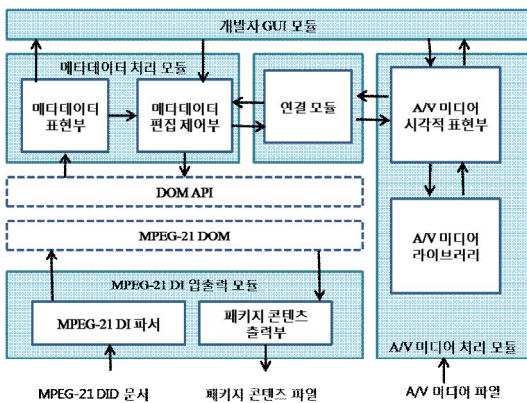 개발자 GUI 모듈
메타데이터 처리 모듈
메타데이터
표현부
메타데이터
편집 제어부
연결 모듈
A/V 미디어
시각적 표현부
DOM API
MPEG-21 DOM
A/V 미디어
라이브러리
MPEG-21 DI 입출력 모듈
MPEG-21 DI 파서
패키지 콘텐츠
출력부
A/V 미디어 처리 모듈
MPEG-21 DID 문서
패키지 콘텐츠 파일
A/V 미디어 파일